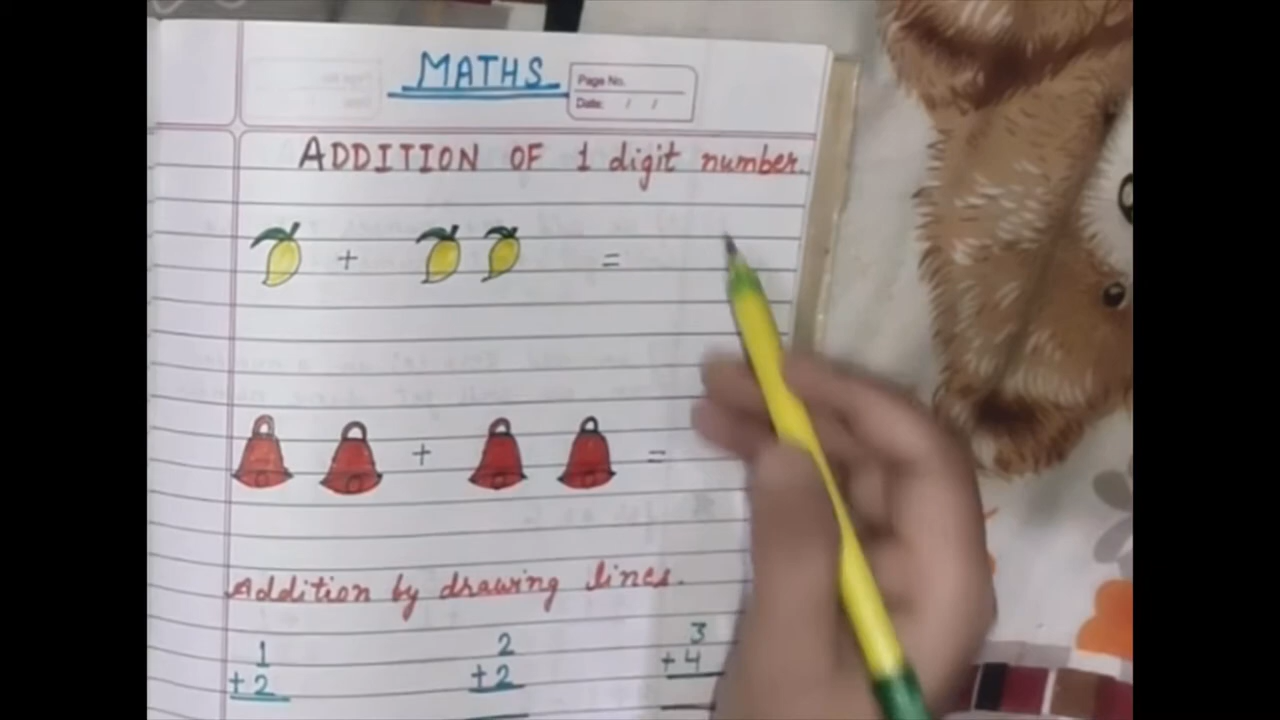 MATHS
Page No.
Date: / /
ADDITION OF 1 digit number.
+ =
+ =
Addition by drawing lines.
1 2 3
+2 +2 +4